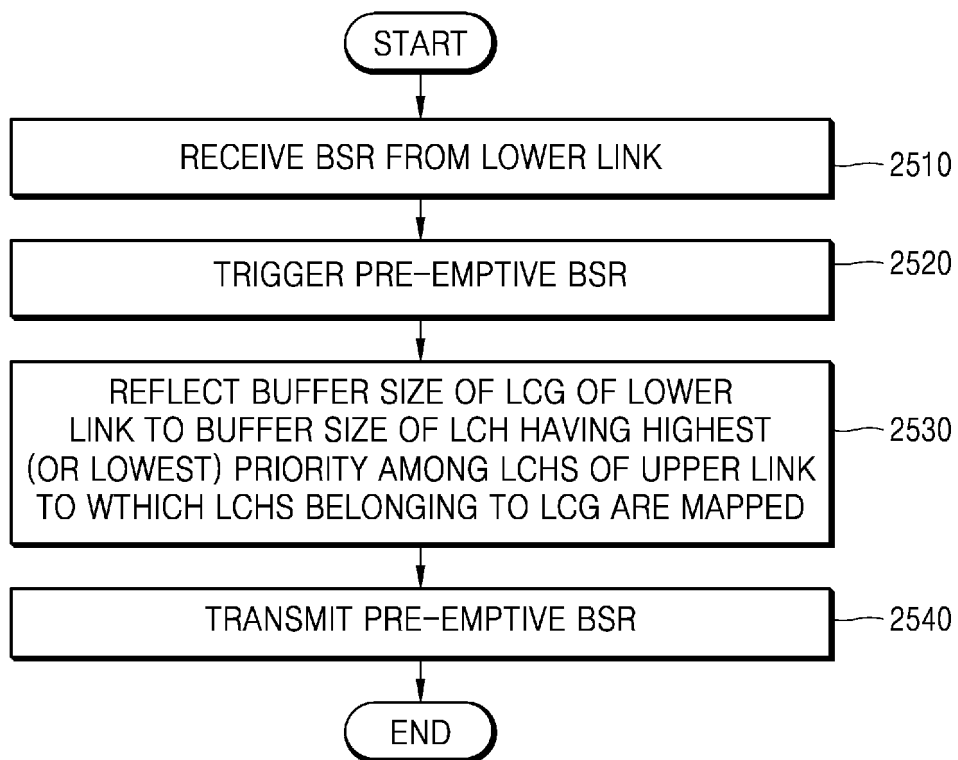 START
RECEIVE BSR FROM LOWER LINK
2510
TRIGGER PRE-EMPTIVE BSR
2520
REFLECT BUFFER SIZE OF LCG OF LOWER
LINK TO BUFFER SIZE OF LCH HAVING HIGHEST
(OR LOWEST) PRIORITY AMONG LCHS OF UPPER LINK
TO WTHICH LCHS BELONGING TO LCG ARE MAPPED
2530
TRANSMIT PRE-EMPTIVE BSR
2540
END